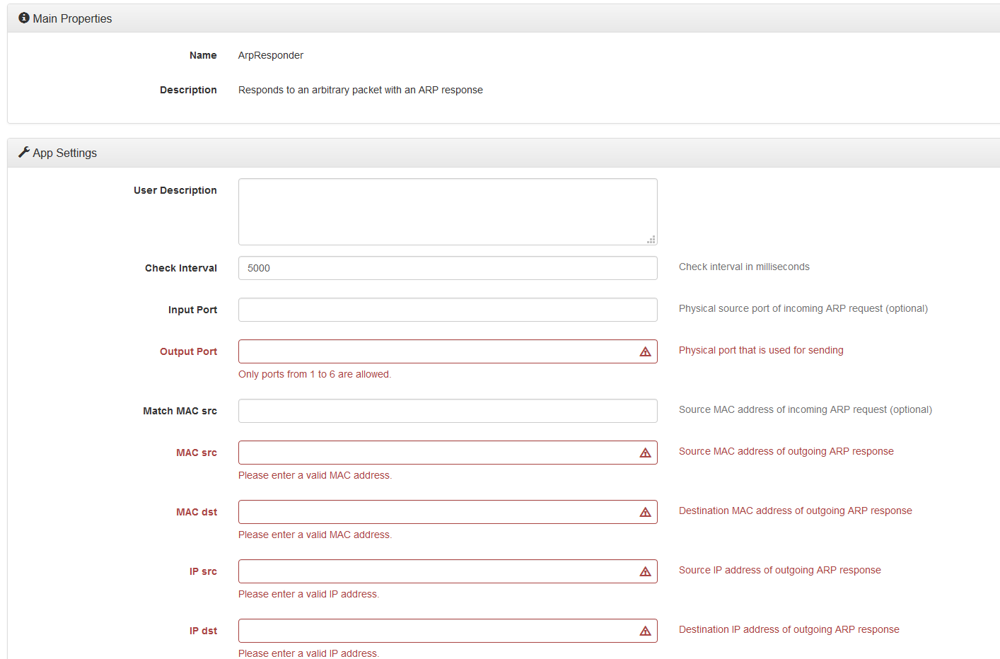 Main Properties
Name ArpResponder
Description Responds to an arbitrary packet with an ARP response
App Settings
User Description
Check Interval 5000 Check interval in milliseconds
Input Port Physical source port of incoming ARP request (optional)
Output Port Physical port that is used for sending
Only ports from 1 to 6 are allowed.
Match MAC src Source MAC address of incoming ARP request (optional)
MAC src Source MAC address of outgoing ARP response
Please enter a valid MAC address.
MAC dst Destination MAC address of outgoing ARP response
Please enter a valid MAC address.
IP src Source IP address of outgoing ARP response
Please enter a valid IP address.
IP dst Destination IP address of outgoing ARP response
Please enter a valid IP address.